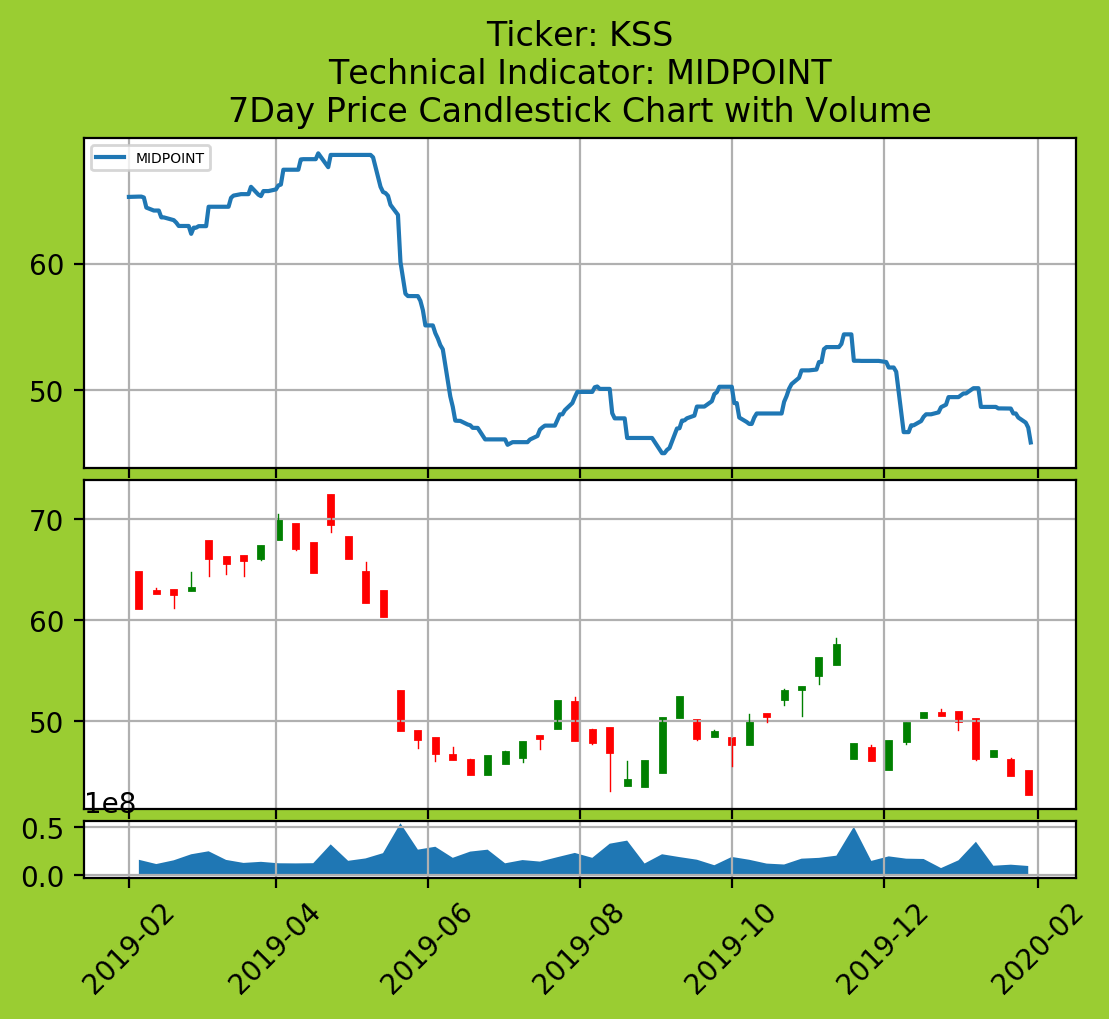 Ticker: KSS
Technical Indicator: MIDPOINT
7Day Price Candlestick Chart with Volume
MIDPOINT
60
50
70
60
50
1e8
0.5
0.0
2019-02
2019-04
2019-06
2019-08
2019-10
2019-12
2020-02